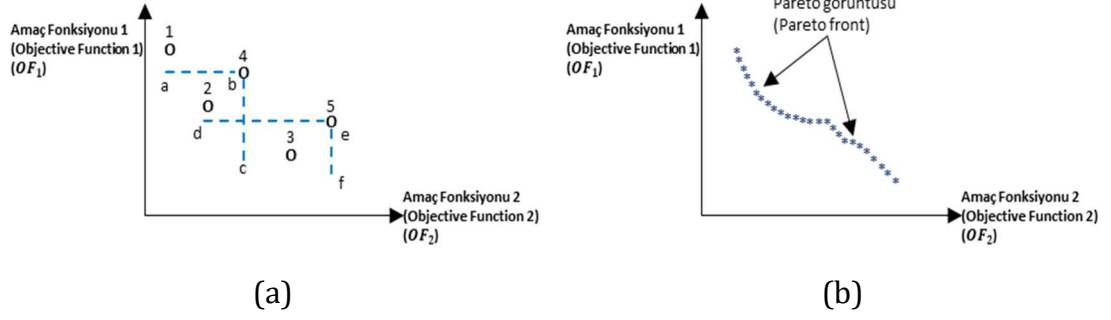 Amaç Fonksiyonu 1
(Objective Function 1)
(OF₁)
1
4
a
b
2
5
d
e
3
c
f
Amaç Fonksiyonu 2
(Objective Function 2)
(OF₂)
(a)
Pareto görüntüsü
(Pareto front)
Amaç Fonksiyonu 1
(Objective Function 1)
(OF₁)
Amaç Fonksiyonu 2
(Objective Function 2)
(OF₂)
(b)